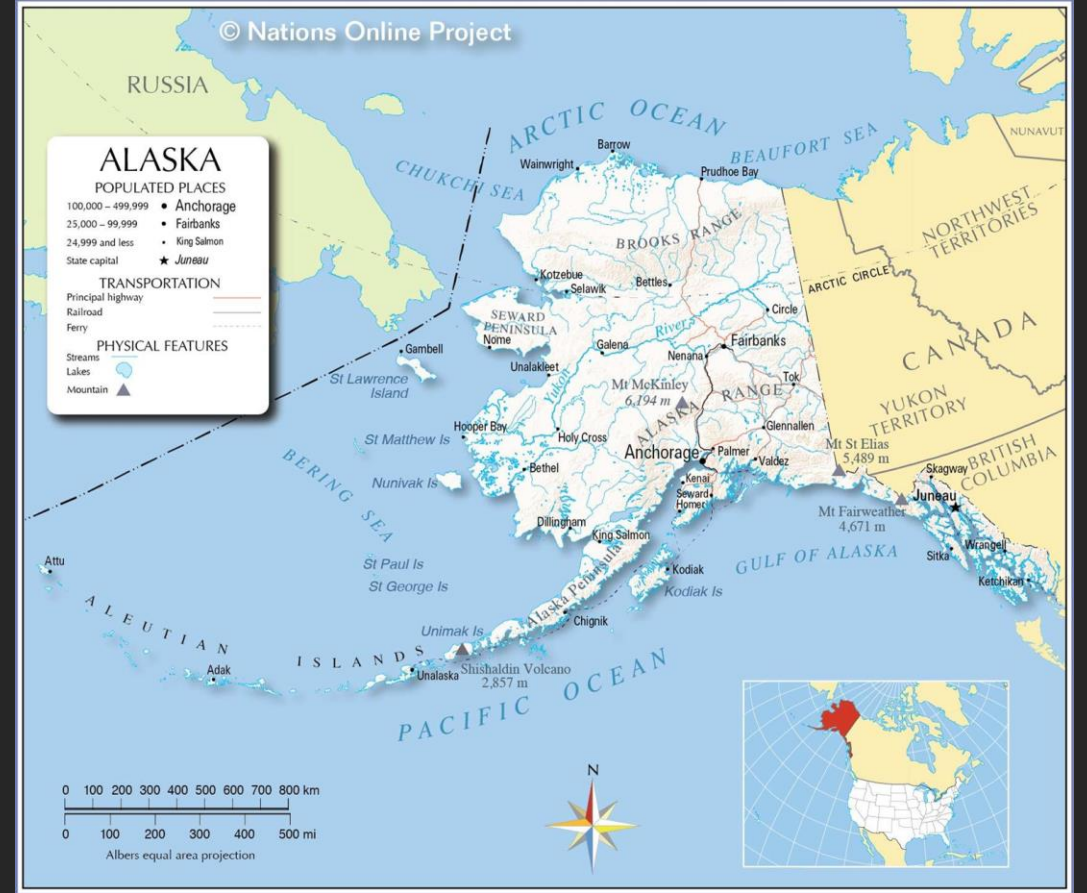 © Nations Online Project
RUSSIA
ARCTIC OCEAN
BEAUFORT SEA
CHUKCHI SEA
NUNAVUT
NORTHWEST
TERRITORIES
ALASKA
POPULATED PLACES
100,000 – 499,999 • Anchorage
25,000 – 99,999 • Fairbanks
24,999 and less • King Salmon
State capital ★ Juneau
TRANSPORTATION
Principal highway
Railroad
Ferry
PHYSICAL FEATURES
Streams
Lakes
Mountain
Barrow
Wainwright
Prudhoe Bay
BROOKS RANGE
Kotzebue
Selawik
Bettles
ARCTIC CIRCLE
Circle
SEWARD
PENINSULA
Nome
CANADA
Gambell
Galena
River
Fairbanks
Nenana
Unalakleet
St Lawrence
Island
Yukon
Mt McKinley
6,194 m
ALASKA RANGE
Tok
YUKON
TERRITORY
Hooper Bay
St Matthew Is
Holy Cross
Glennallen
Anchorage
Palmer
Valdez
Mt St Elias
5,489 m
BRITISH
COLUMBIA
BERING SEA
Bethel
Nunivak Is
Kenai
Seward
Homer
Skagway
Juneau
Mt Fairweather
4,671 m
Dillingham
King Salmon
GULF OF ALASKA
Sitka
Wrangell
Ketchikan
Attu
St Paul Is
St George Is
Kodiak
Kodiak Is
Alaska Peninsula
Chignik
ALEUTIAN
ISLANDS
Unimak Is
Adak
Unalaska
Shishaldin Volcano
2,857 m
PACIFIC OCEAN
N
0 100 200 300 400 500 600 700 800 km
0 100 200 300 400 500 mi
Albers equal area projection